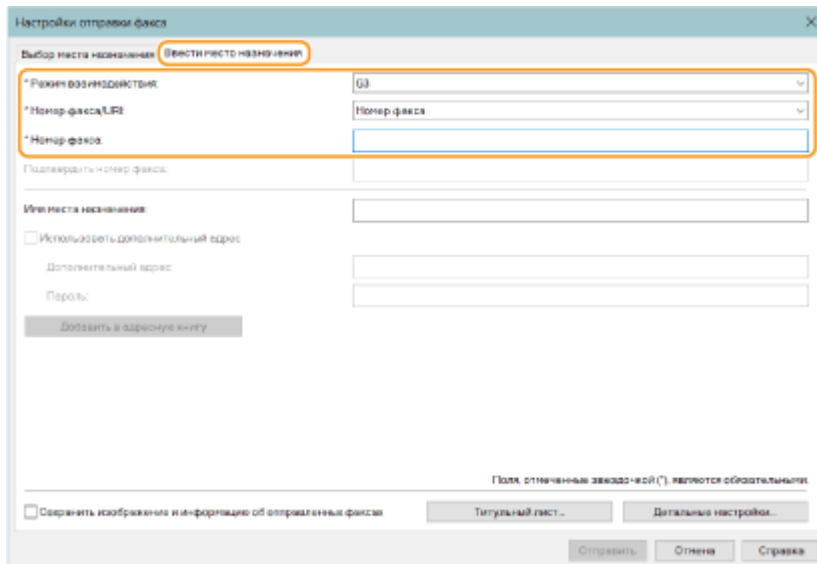 Настройки отправки факса
Выбор места назначения Ввести место назначения
*Режим взаимодействия: G3
*Номер факса/URI: Номер факса
*Номер факса:
Подтвердить номер факса:
Имя места назначения:
Использовать дополнительный адрес
Дополнительный адрес:
Пароль:
Добавить в адресную книгу
Поля, отмеченные звездочкой (*), являются обязательными.
Сохранить изображение и информацию об отправленных факсах
Титульный лист...
Детальные настройки...
Отправить Отмена Справка